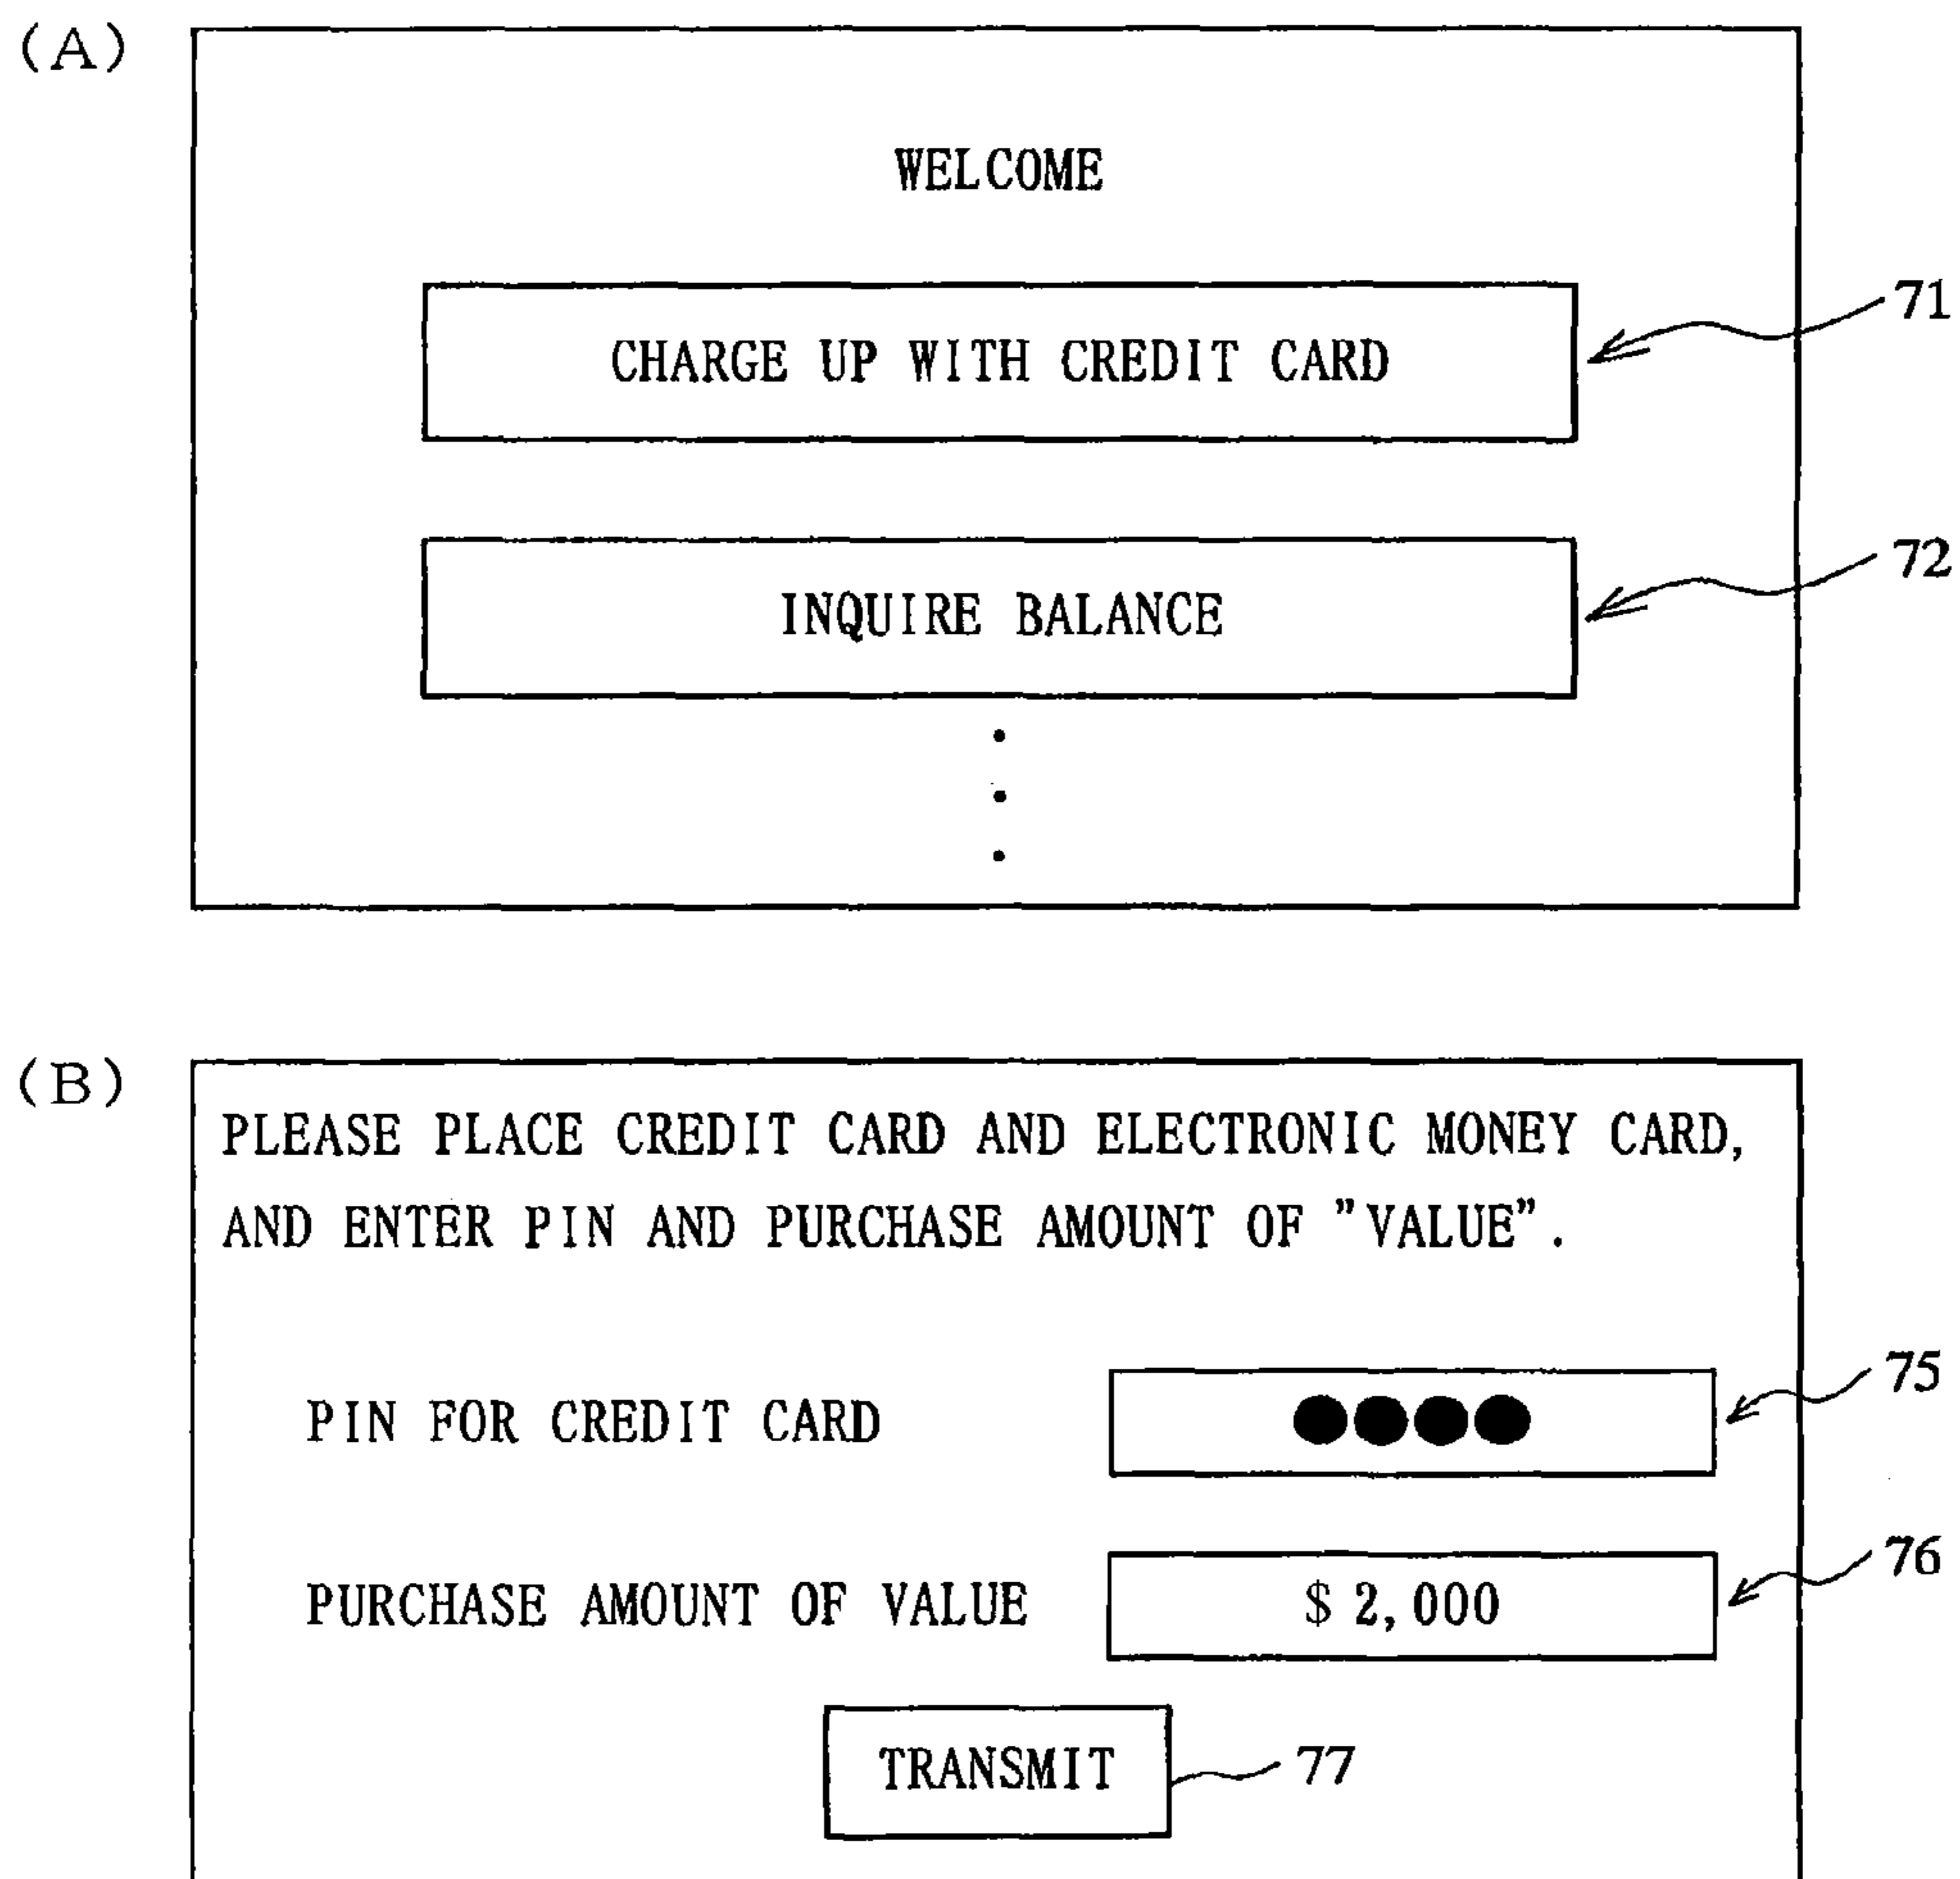 (A)
WELCOME
CHARGE UP WITH CREDIT CARD
71
INQUIRE BALANCE
72
(B)
PLEASE PLACE CREDIT CARD AND ELECTRONIC MONEY CARD,
AND ENTER PIN AND PURCHASE AMOUNT OF "VALUE".
PIN FOR CREDIT CARD ●●●●
75
PURCHASE AMOUNT OF VALUE $ 2,000
76
TRANSMIT
77